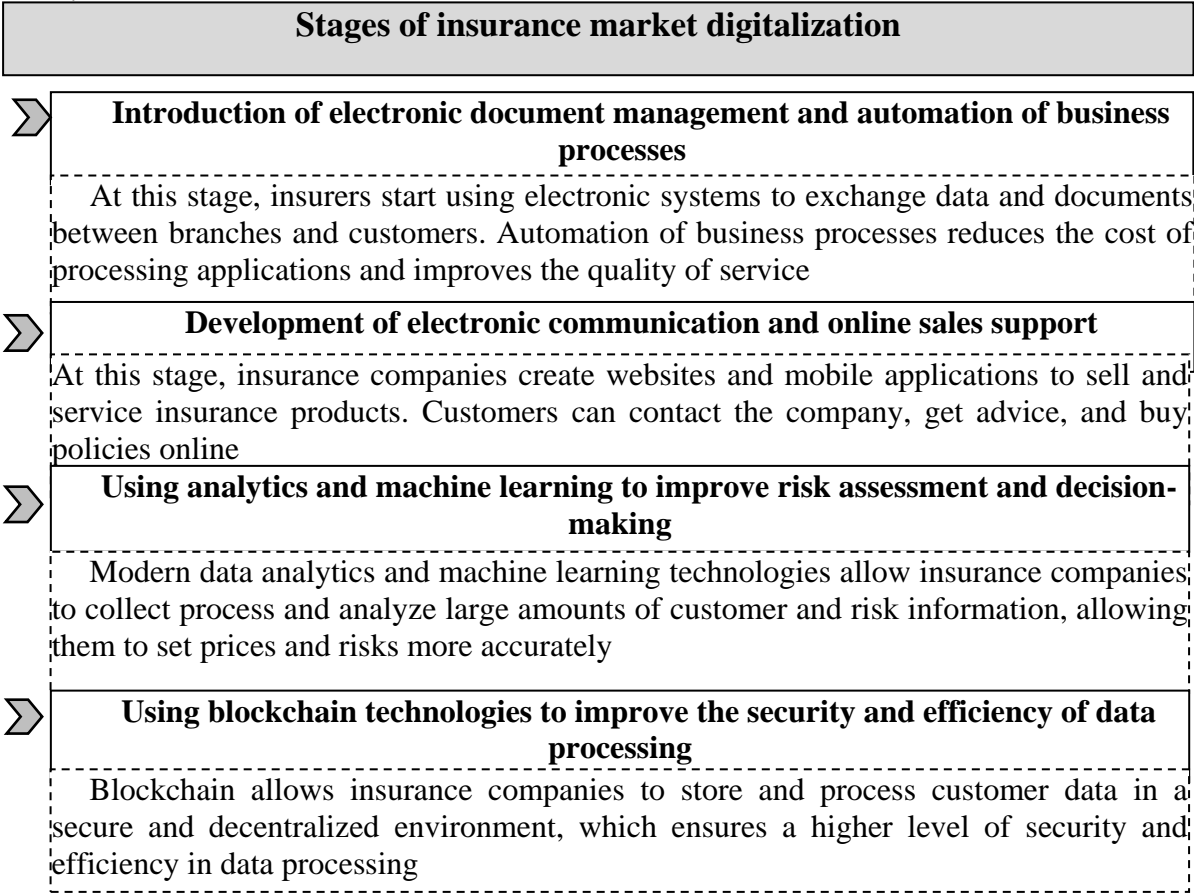 Stages of insurance market digitalization
Introduction of electronic document management and automation of business
processes
At this stage, insurers start using electronic systems to exchange data and documents
between branches and customers. Automation of business processes reduces the cost of
processing applications and improves the quality of service
Development of electronic communication and online sales support
At this stage, insurance companies create websites and mobile applications to sell and
service insurance products. Customers can contact the company, get advice, and buy
policies online
Using analytics and machine learning to improve risk assessment and decision-
making
Modern data analytics and machine learning technologies allow insurance companies
to collect process and analyze large amounts of customer and risk information, allowing
them to set prices and risks more accurately
Using blockchain technologies to improve the security and efficiency of data
processing
Blockchain allows insurance companies to store and process customer data in a
secure and decentralized environment, which ensures a higher level of security and
efficiency in data processing